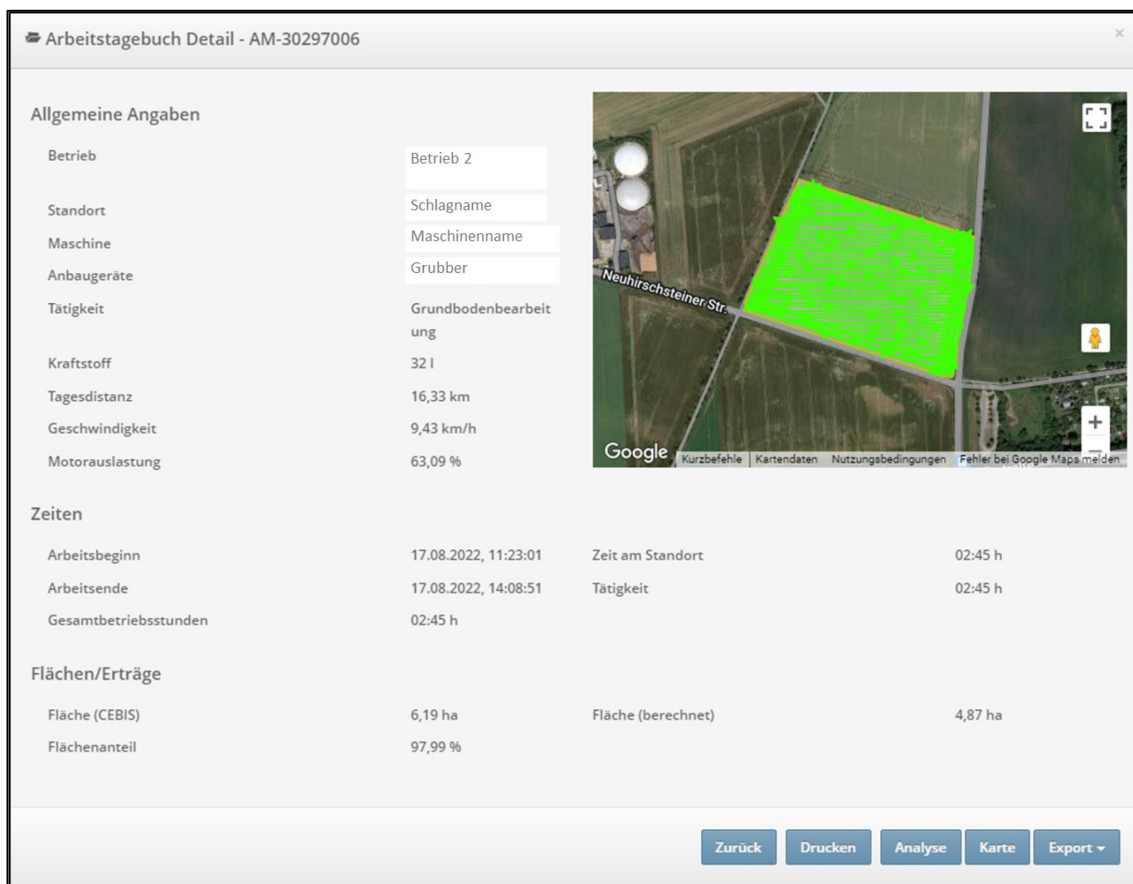 Arbeitstagebuch Detail - AM-30297006
×
Allgemeine Angaben
Betrieb
Betrieb 2
Standort
Schlagname
Maschine
Maschinenname
Anbaugeräte
Grubber
Tätigkeit
Grundbodenbearbeit
ung
Kraftstoff
32 l
Tagesdistanz
16,33 km
Geschwindigkeit
9,43 km/h
Motorauslastung
63,09 %
Neuhirschsteiner Str.
+
−
Google
Kurzbefehle
Kartendaten
Nutzungsbedingungen
Fehler bei Google Maps melden
Zeiten
Arbeitsbeginn
17.08.2022, 11:23:01
Zeit am Standort
02:45 h
Arbeitsende
17.08.2022, 14:08:51
Tätigkeit
02:45 h
Gesamtbetriebsstunden
02:45 h
Flächen/Erträge
Fläche (CEBIS)
6,19 ha
Fläche (berechnet)
4,87 ha
Flächenanteil
97,99 %
Zurück
Drucken
Analyse
Karte
Export